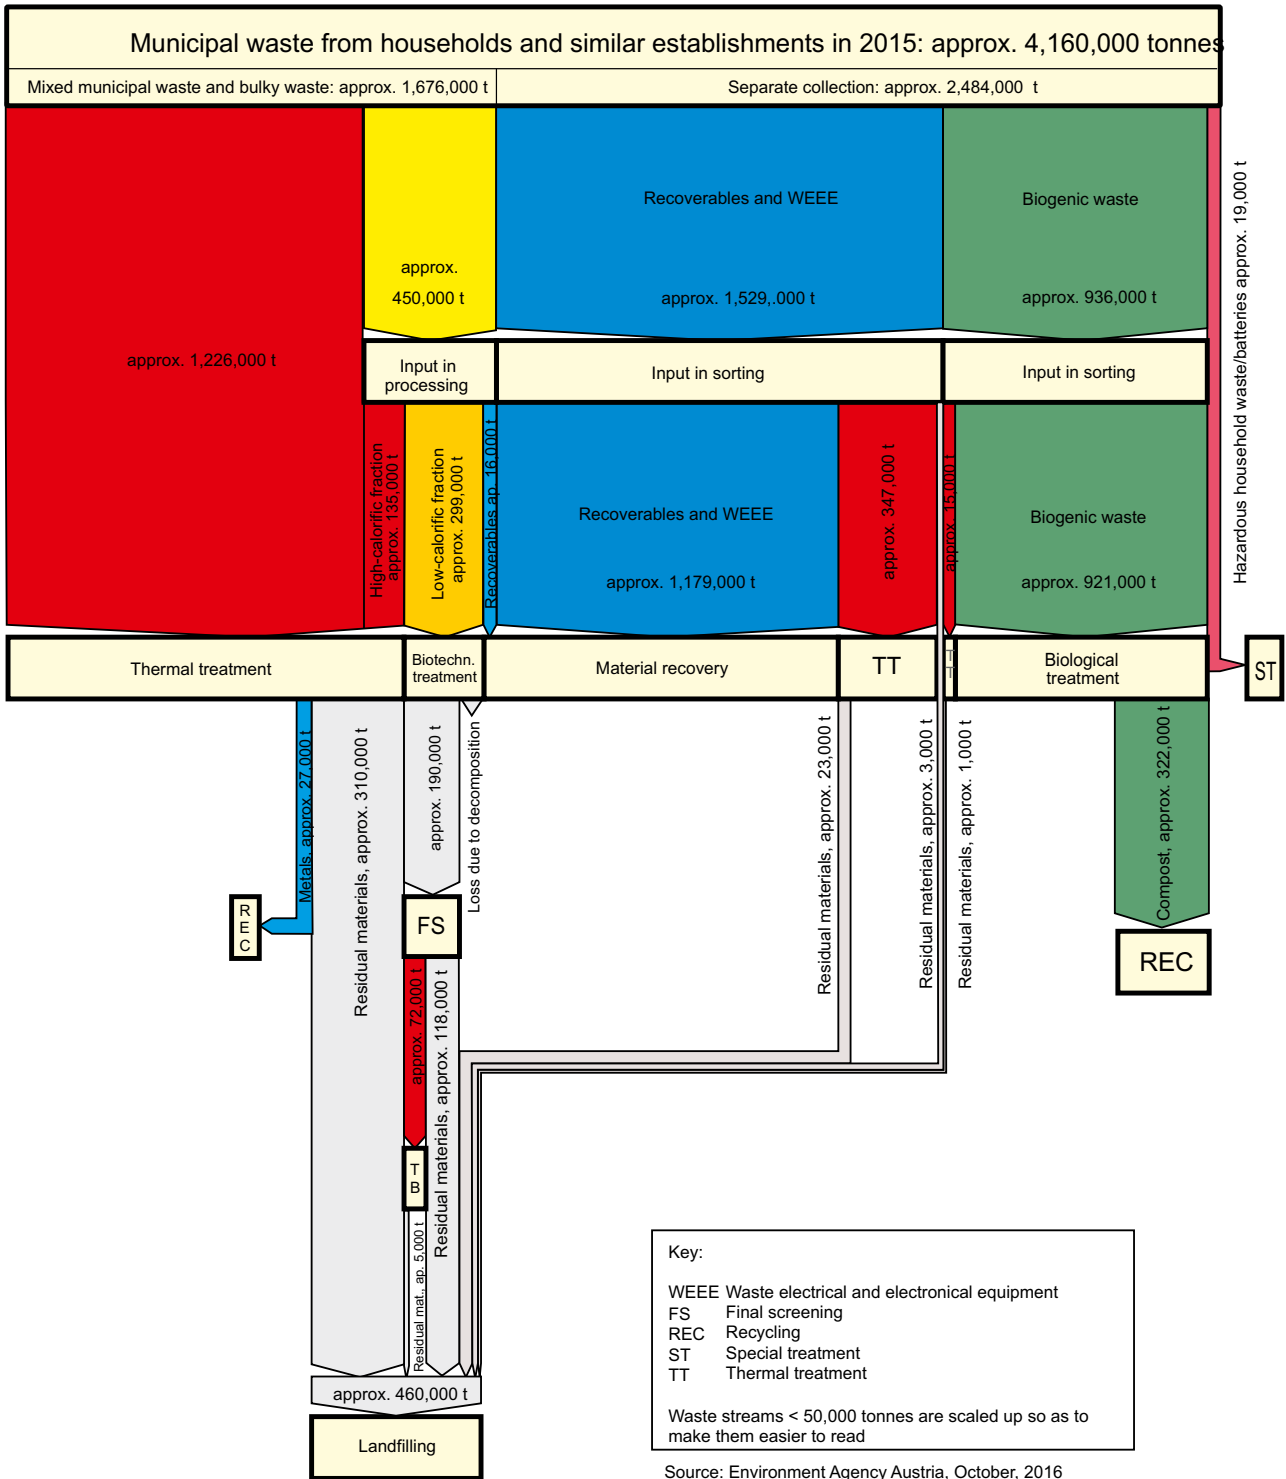 Municipal waste from households and similar establishments in 2015: approx. 4,160,000 tonnes
Mixed municipal waste and bulky waste: approx. 1,676,000 t
Separate collection: approx. 2,484,000 t
Recoverables and WEEE
Biogenic waste
approx.
450,000 t
approx. 1,529,.000 t
approx. 936,000 t
Hazardous household waste/batteries approx. 19,000 t
approx. 1,226,000 t
Input in
processing
Input in sorting
Input in sorting
High-calorific fraction
approx. 135,000 t
Low-calorific fraction
approx. 299,000 t
Recoverables ap. 16,000 t
Recoverables and WEEE
approx. 1,179,000 t
approx. 347,000 t
approx. 15,000 t
Biogenic waste
approx. 921,000 t
Thermal treatment
Biotechn.
treatment
Material recovery
TT
T
T
Biological
treatment
ST
Metals, approx. 27,000 t
Residual materials, approx. 310,000 t
approx. 190,000 t
Loss due to decomposition
Residual materials, approx. 23,000 t
Residual materials, approx. 3,000 t
Residual materials, approx. 1,000 t
Compost, approx. 322,000 t
R
E
C
FS
REC
approx. 72,000 t
Residual materials, approx. 118,000 t
T
B
Residual mat., ap. 5,000 t
approx. 460,000 t
Landfilling
Key:
WEEE Waste electrical and electronical equipment
FS Final screening
REC Recycling
ST Special treatment
TT Thermal treatment
Waste streams < 50,000 tonnes are scaled up so as to
make them easier to read
Source: Environment Agency Austria, October, 2016